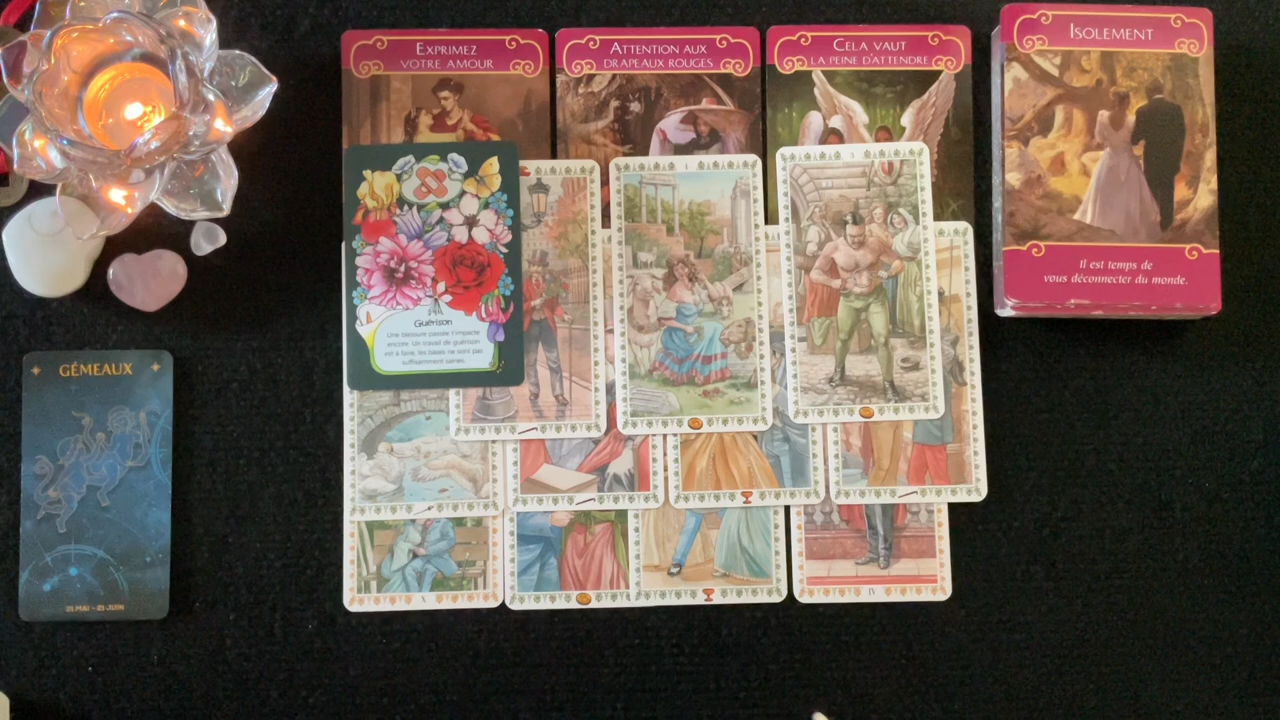 EXPRIMEZ
VOTRE AMOUR
ATTENTION AUX
DRAPEAUX ROUGES
CELA VAUT
LA PEINE D'ATTENDRE
ISOLEMENT
Il est temps de
vous déconnecter du monde.
Guérison
Une blessure passée t'impacte
encore. Un travail de guérison
est à faire, les bases ne sont pas
suffisamment saines.
GÉMEAUX
21 MAI - 21 JUIN
I
X
IV